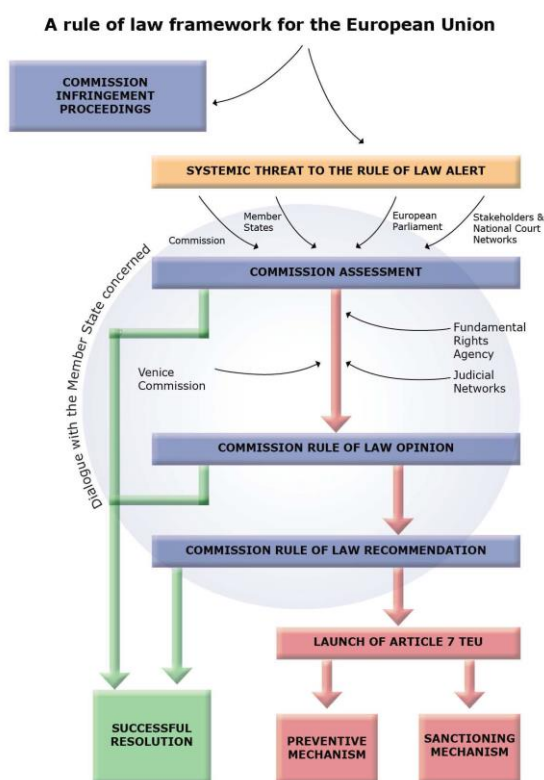 A rule of law framework for the European Union
COMMISSION
INFRINGEMENT
PROCEEDINGS
SYSTEMIC THREAT TO THE RULE OF LAW ALERT
Commission
Member
States
European
Parliament
Stakeholders &
National Court
Networks
COMMISSION ASSESSMENT
Dialogue with the Member State concerned
Fundamental
Rights
Agency
Venice
Commission
Judicial
Networks
COMMISSION RULE OF LAW OPINION
COMMISSION RULE OF LAW RECOMMENDATION
LAUNCH OF ARTICLE 7 TEU
SUCCESSFUL
RESOLUTION
PREVENTIVE
MECHANISM
SANCTIONING
MECHANISM